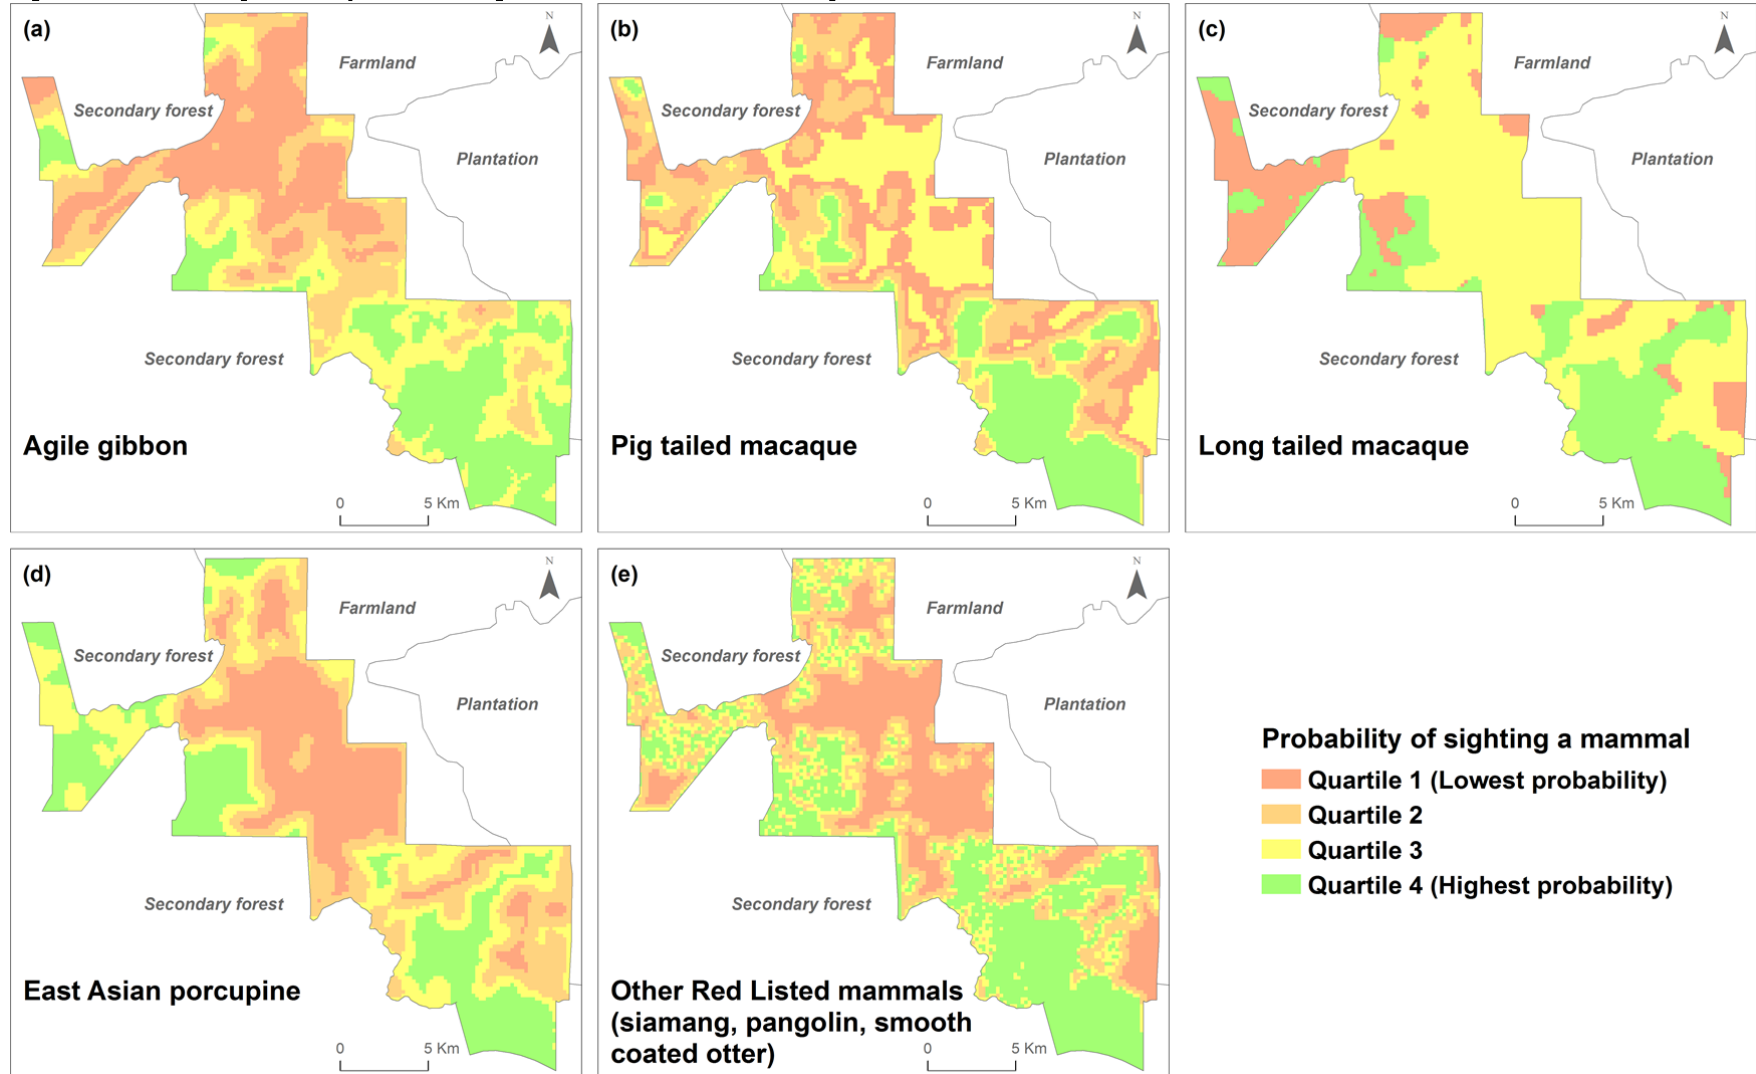 (a)
N
Farmland
Secondary forest
Plantation
Secondary forest
Agile gibbon
0 5 Km
(b)
N
Farmland
Secondary forest
Plantation
Secondary forest
Pig tailed macaque
0 5 Km
(c)
N
Farmland
Secondary forest
Plantation
Secondary forest
Long tailed macaque
0 5 Km
(d)
N
Farmland
Secondary forest
Plantation
Secondary forest
East Asian porcupine
0 5 Km
(e)
N
Farmland
Secondary forest
Plantation
Secondary forest
Other Red Listed mammals
(siamang, pangolin, smooth
coated otter)
0 5 Km
Probability of sighting a mammal
Quartile 1 (Lowest probability)
Quartile 2
Quartile 3
Quartile 4 (Highest probability)